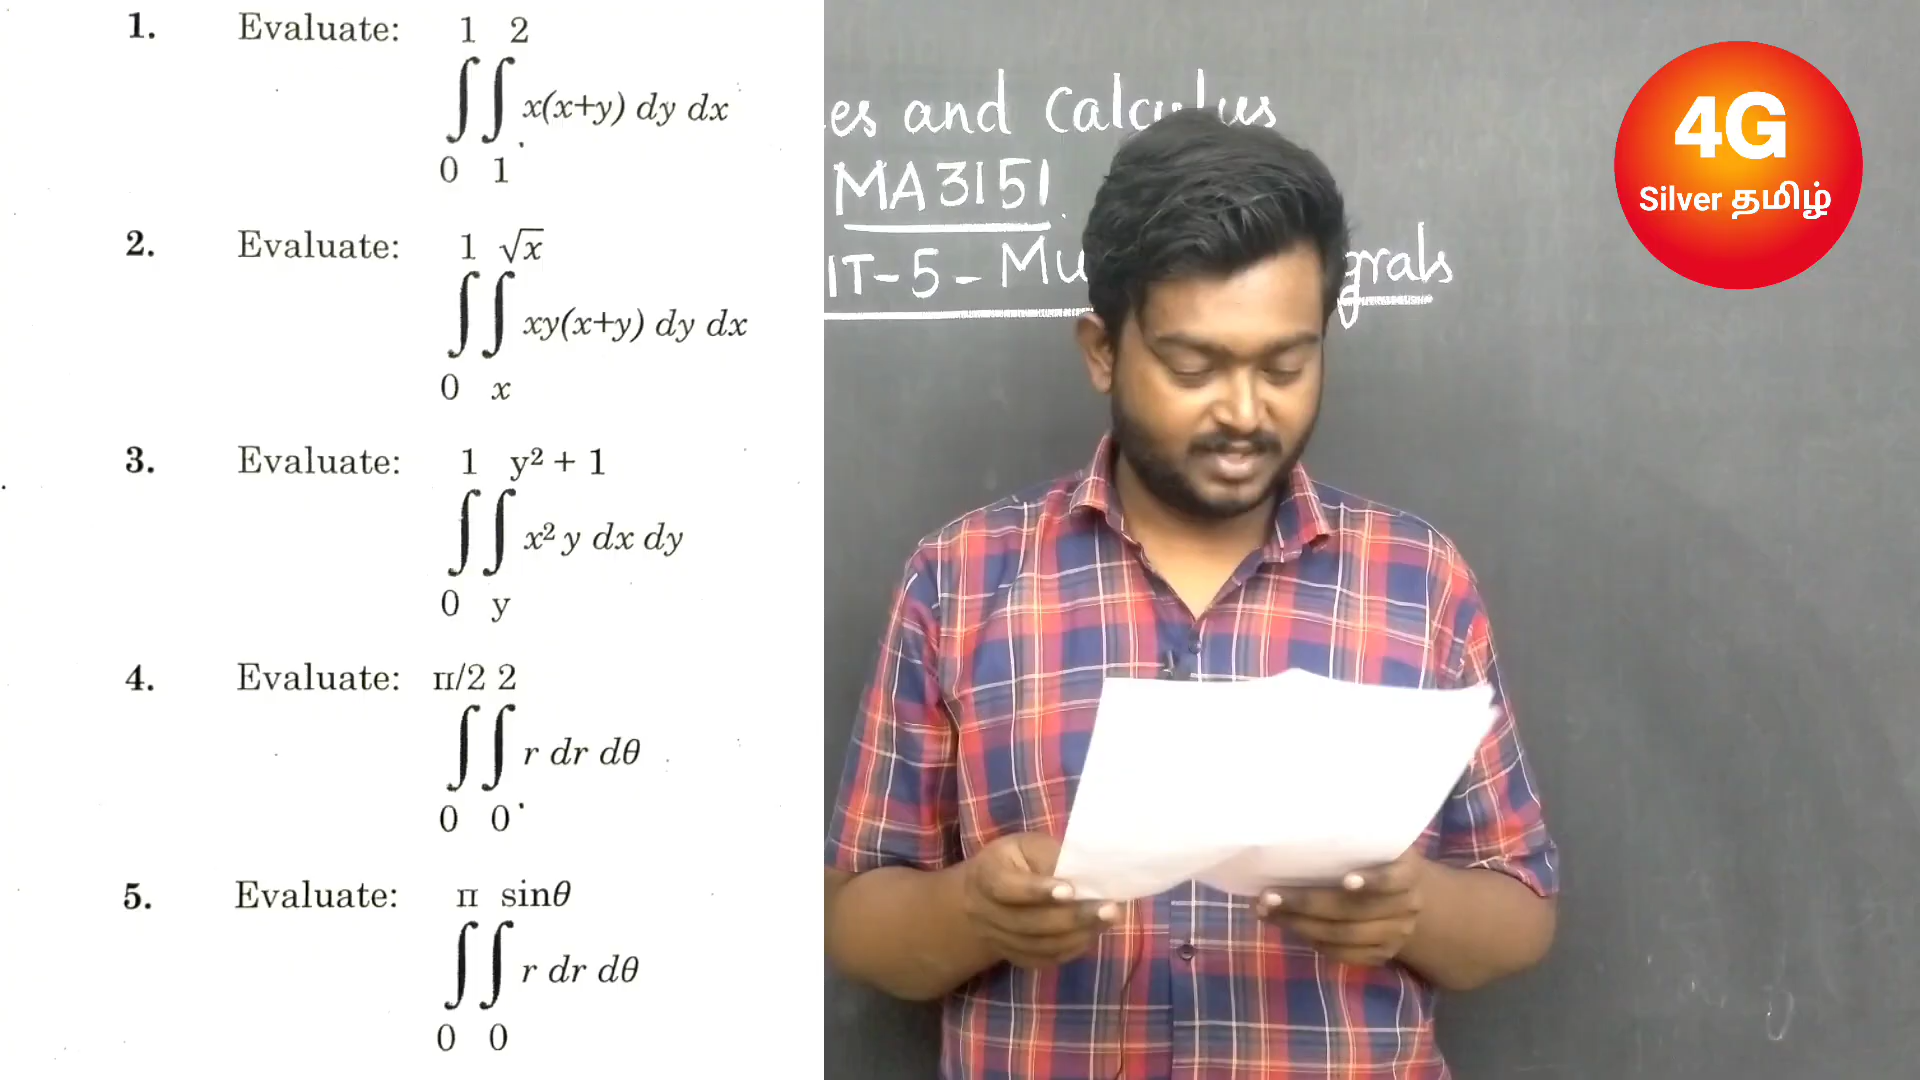 1. Evaluate: 1 2
∫∫ x(x+y) dy dx
0 1
2. Evaluate: 1 √x
∫∫ xy(x+y) dy dx
0 x
3. Evaluate: 1 y² + 1
∫∫ x² y dx dy
0 y
4. Evaluate: π/2 2
∫∫ r dr dθ
0 0
5. Evaluate: π sinθ
∫∫ r dr dθ
0 0
es and Calculus
MA3151
IT-5 - Mu grals
4G
Silver தமிழ்